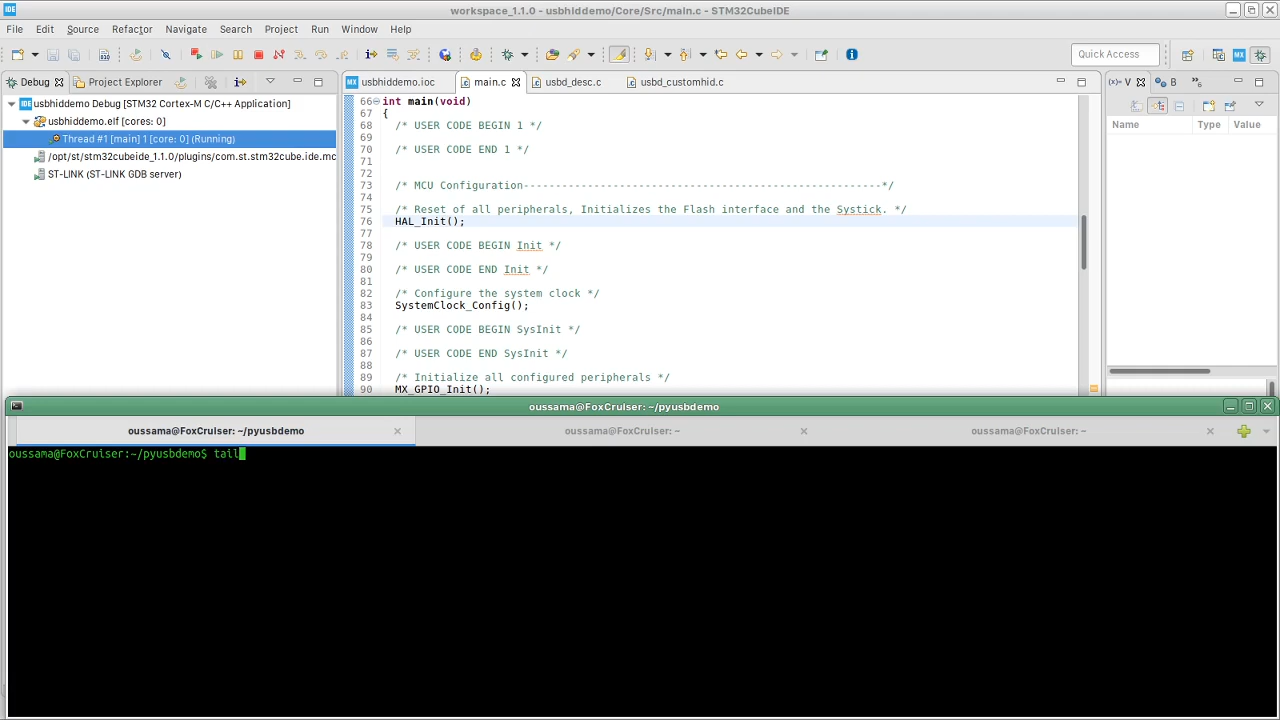 workspace_1.1.0 - usbhiddemo/Core/Src/main.c - STM32CubeIDE
File Edit Source Refactor Navigate Search Project Run Window Help
Quick Access
Debug Project Explorer
usbhiddemo.ioc main.c usbd_desc.c usbd_customhid.c
V B
usbhiddemo Debug [STM32 Cortex-M C/C++ Application]
usbhiddemo.elf [cores: 0]
Thread #1 [main] 1 [core: 0] (Running)
/opt/st/stm32cubeide_1.1.0/plugins/com.st.stm32cube.ide.mc
ST-LINK (ST-LINK GDB server)
66 int main(void)
67 {
68 /* USER CODE BEGIN 1 */
69
70 /* USER CODE END 1 */
71
72
73 /* MCU Configuration--------------------------------------------------------*/
74
75 /* Reset of all peripherals, Initializes the Flash interface and the Systick. */
76 HAL_Init();
77
78 /* USER CODE BEGIN Init */
79
80 /* USER CODE END Init */
81
82 /* Configure the system clock */
83 SystemClock_Config();
84
85 /* USER CODE BEGIN SysInit */
86
87 /* USER CODE END SysInit */
88
89 /* Initialize all configured peripherals */
90 MX_GPIO_Init();
Name Type Value
oussama@FoxCruiser: ~/pyusbdemo
oussama@FoxCruiser: ~/pyusbdemo oussama@FoxCruiser: ~ oussama@FoxCruiser: ~
oussama@FoxCruiser:~/pyusbdemo$ tail